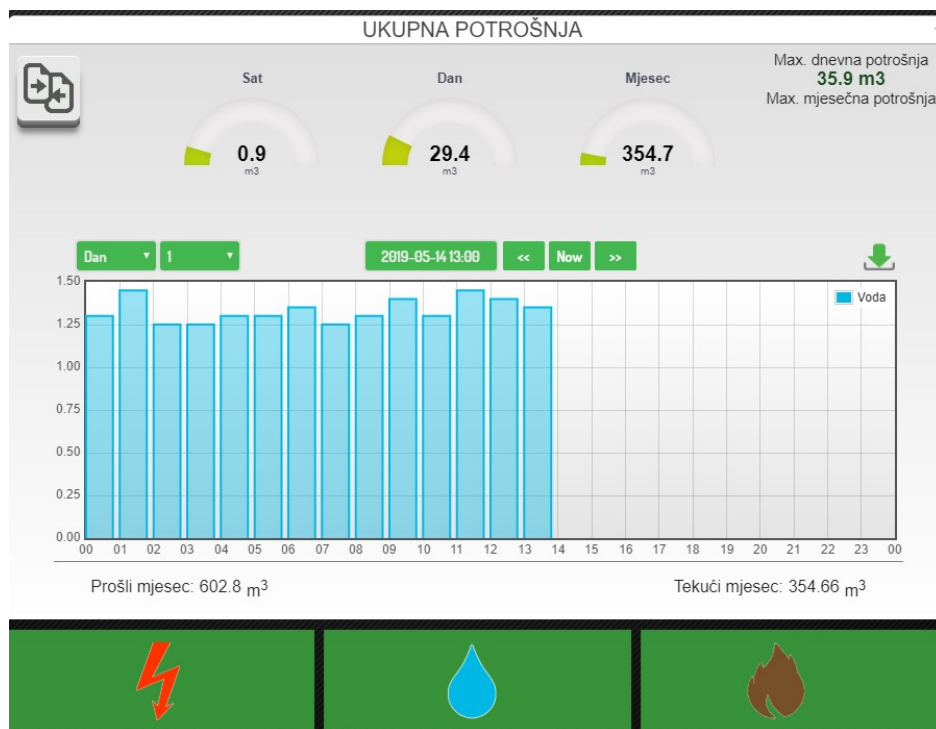 UKUPNA POTROŠNJA
Max. dnevna potrošnja
35.9 m3
Max. mjesečna potrošnja
Sat
Dan
Mjesec
0.9
m3
29.4
m3
354.7
m3
Dan 1 2019-05-14 13:00 << Now >>
Voda
1.50
1.25
1.00
0.75
0.50
0.25
0.00
00 01 02 03 04 05 06 07 08 09 10 11 12 13 14 15 16 17 18 19 20 21 22 23 00
Prošli mjesec: 602.8 m3
Tekući mjesec: 354.66 m3